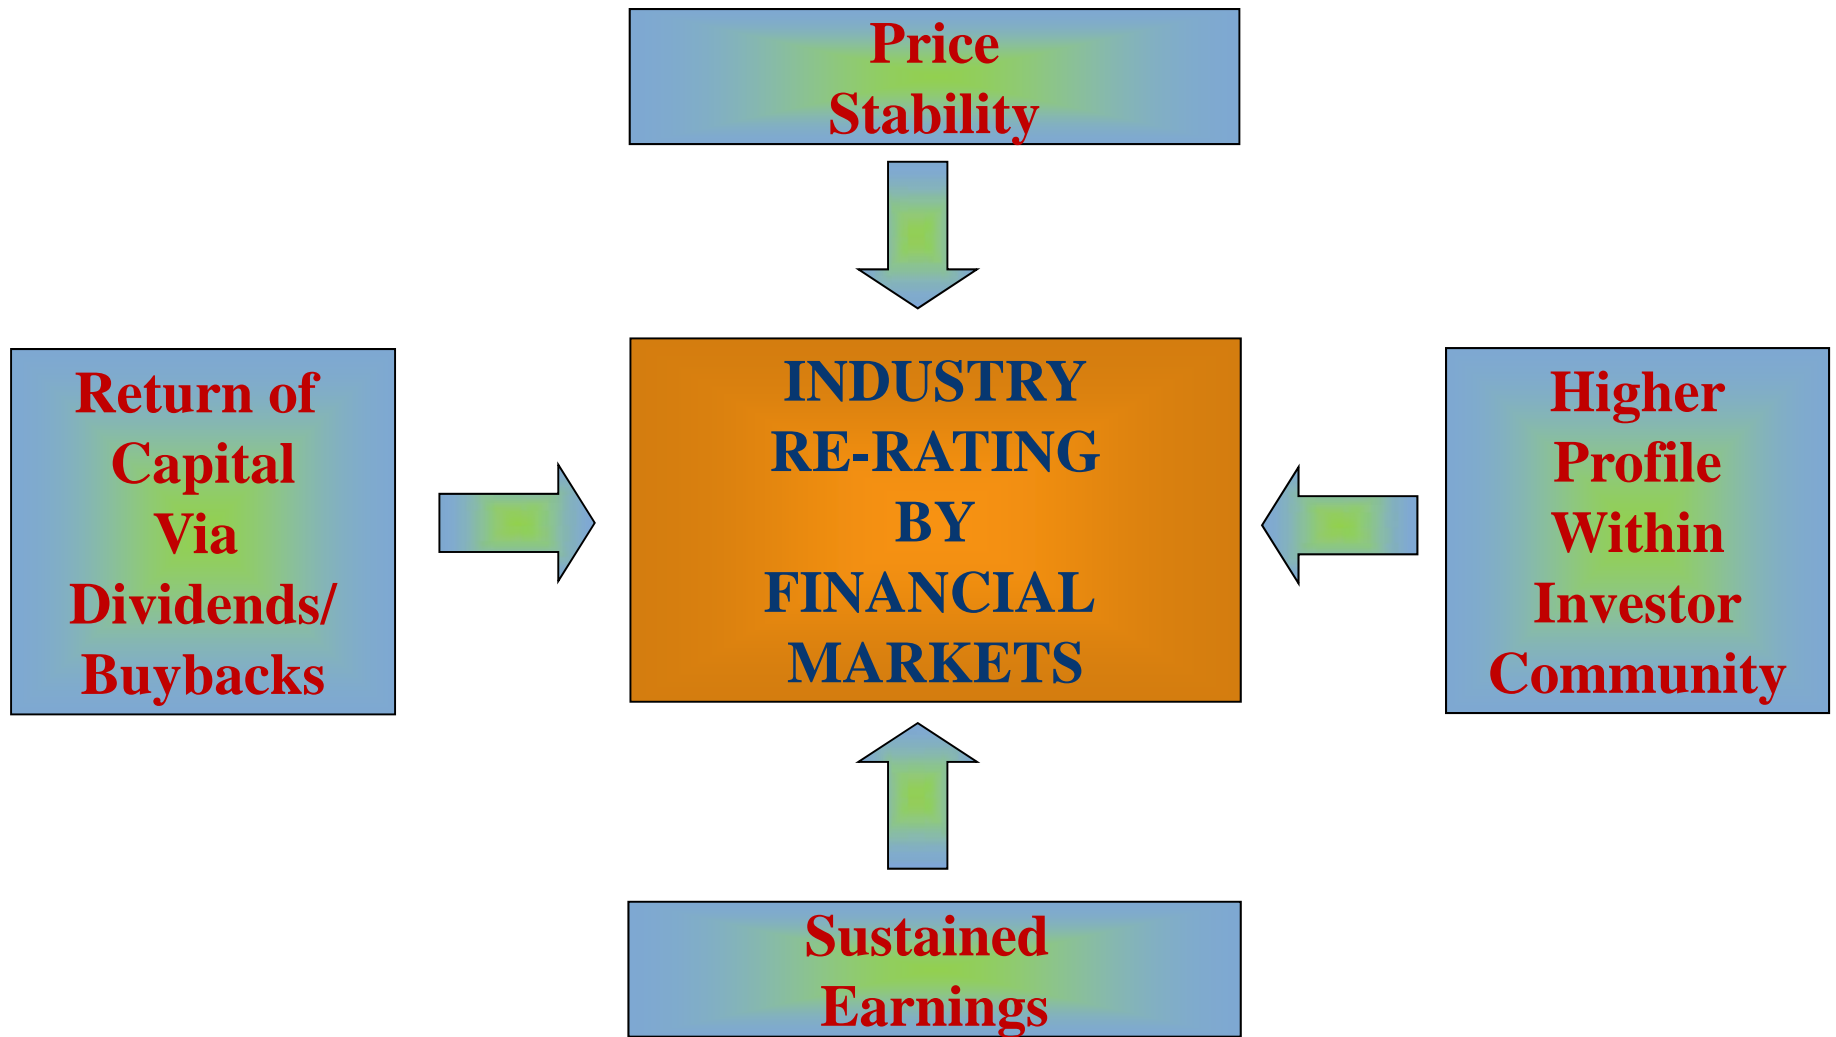 Price
Stability
Return of
Capital
Via
Dividends/
Buybacks
INDUSTRY
RE-RATING
BY
FINANCIAL
MARKETS
Higher
Profile
Within
Investor
Community
Sustained
Earnings